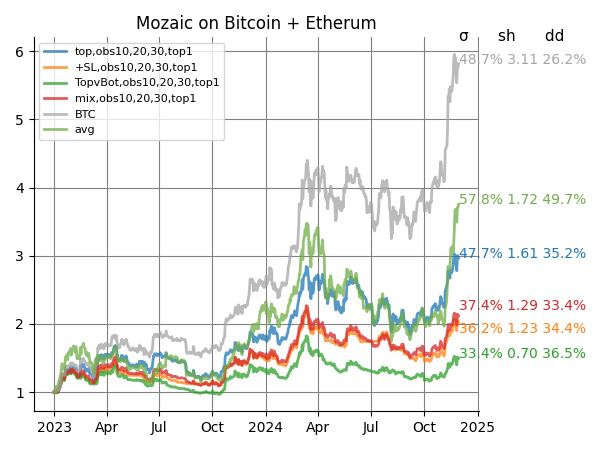 Mozaic on Bitcoin + Etherum
σ sh dd
top,obs10,20,30,top1
+SL,obs10,20,30,top1
TopvBot,obs10,20,30,top1
mix,obs10,20,30,top1
BTC
avg
48.7% 3.11 26.2%
57.8% 1.72 49.7%
47.7% 1.61 35.2%
37.4% 1.29 33.4%
36.2% 1.23 34.4%
33.4% 0.70 36.5%
6
5
4
3
2
1
2023 Apr Jul Oct 2024 Apr Jul Oct 2025